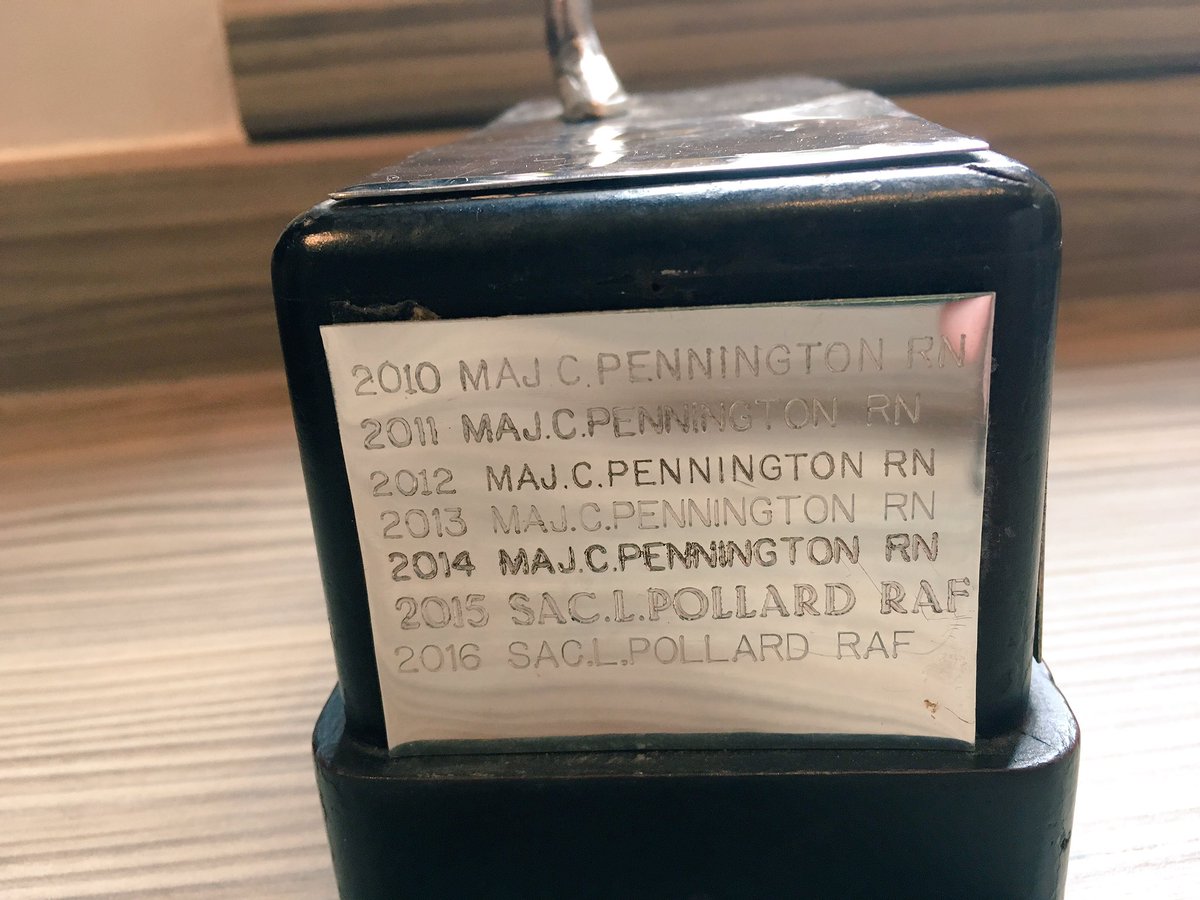 2010 MAJ C.PENNINGTON RN
2011 MAJ.C.PENNINGTON RN
2012 MAJ.C.PENNINGTON RN
2013 MAJ.C.PENNINGTON RN
2014 MAJ.C.PENNINGTON RN
2015 SAC.L.POLLARD RAF
2016 SAC.L.POLLARD RAF